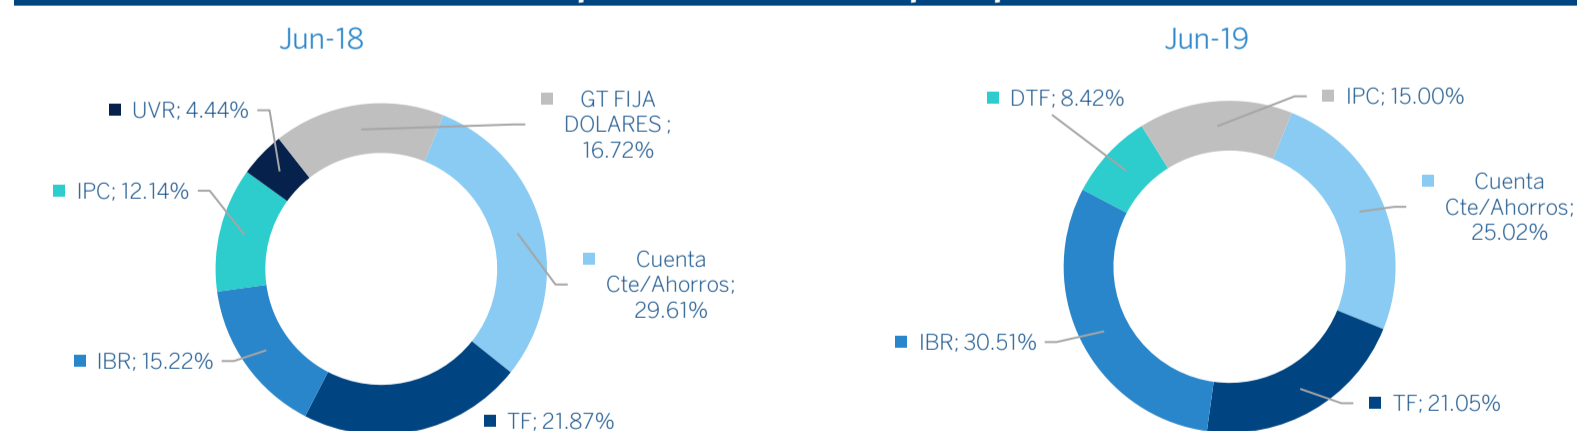 Jun-18
UVR; 4.44%
GT FIJA
DOLARES ;
16.72%
IPC; 12.14%
Cuenta
Cte/Ahorros;
29.61%
IBR; 15.22%
TF; 21.87%
Jun-19
DTF; 8.42%
IPC; 15.00%
Cuenta
Cte/Ahorros;
25.02%
IBR; 30.51%
TF; 21.05%